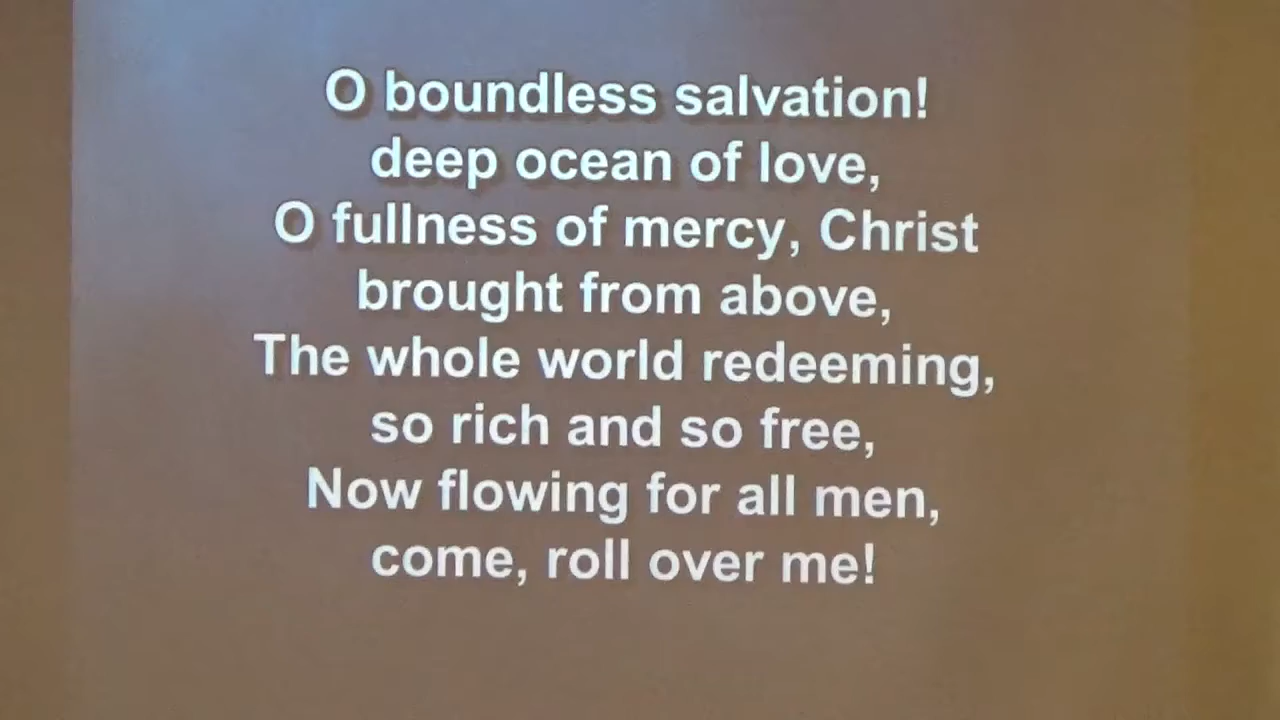 O boundless salvation!
deep ocean of love,
O fullness of mercy, Christ
brought from above,
The whole world redeeming,
so rich and so free,
Now flowing for all men,
come, roll over me!